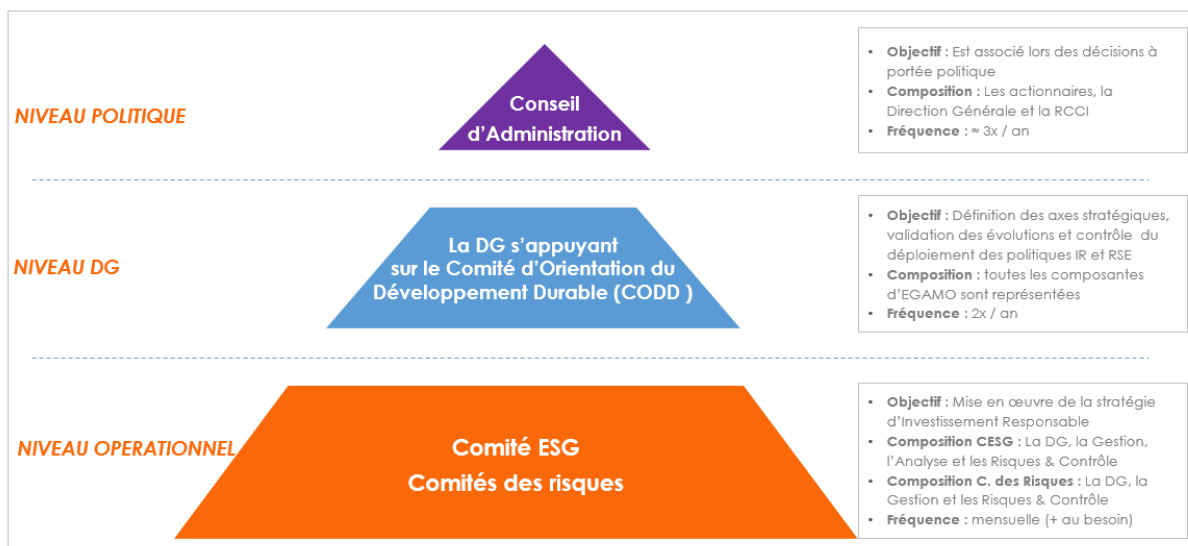 NIVEAU POLITIQUE
Conseil
d'Administration
• Objectif : Est associé lors des décisions à
portée politique
• Composition : Les actionnaires, la
Direction Générale et la RCCI
• Fréquence : ≈ 3x / an
NIVEAU DG
La DG s'appuyant
sur le Comité d'Orientation du
Développement Durable (CODD )
• Objectif : Définition des axes stratégiques,
validation des évolutions et contrôle du
déploiement des politiques IR et RSE
• Composition : toutes les composantes
d'EGAMO sont représentées
• Fréquence : 2x / an
NIVEAU OPERATIONNEL
Comité ESG
Comités des risques
• Objectif : Mise en œuvre de la stratégie
d'Investissement Responsable
• Composition CESG : La DG, la Gestion,
l'Analyse et les Risques & Contrôle
• Composition C. des Risques : La DG, la
Gestion et les Risques & Contrôle
• Fréquence : mensuelle (+ au besoin)